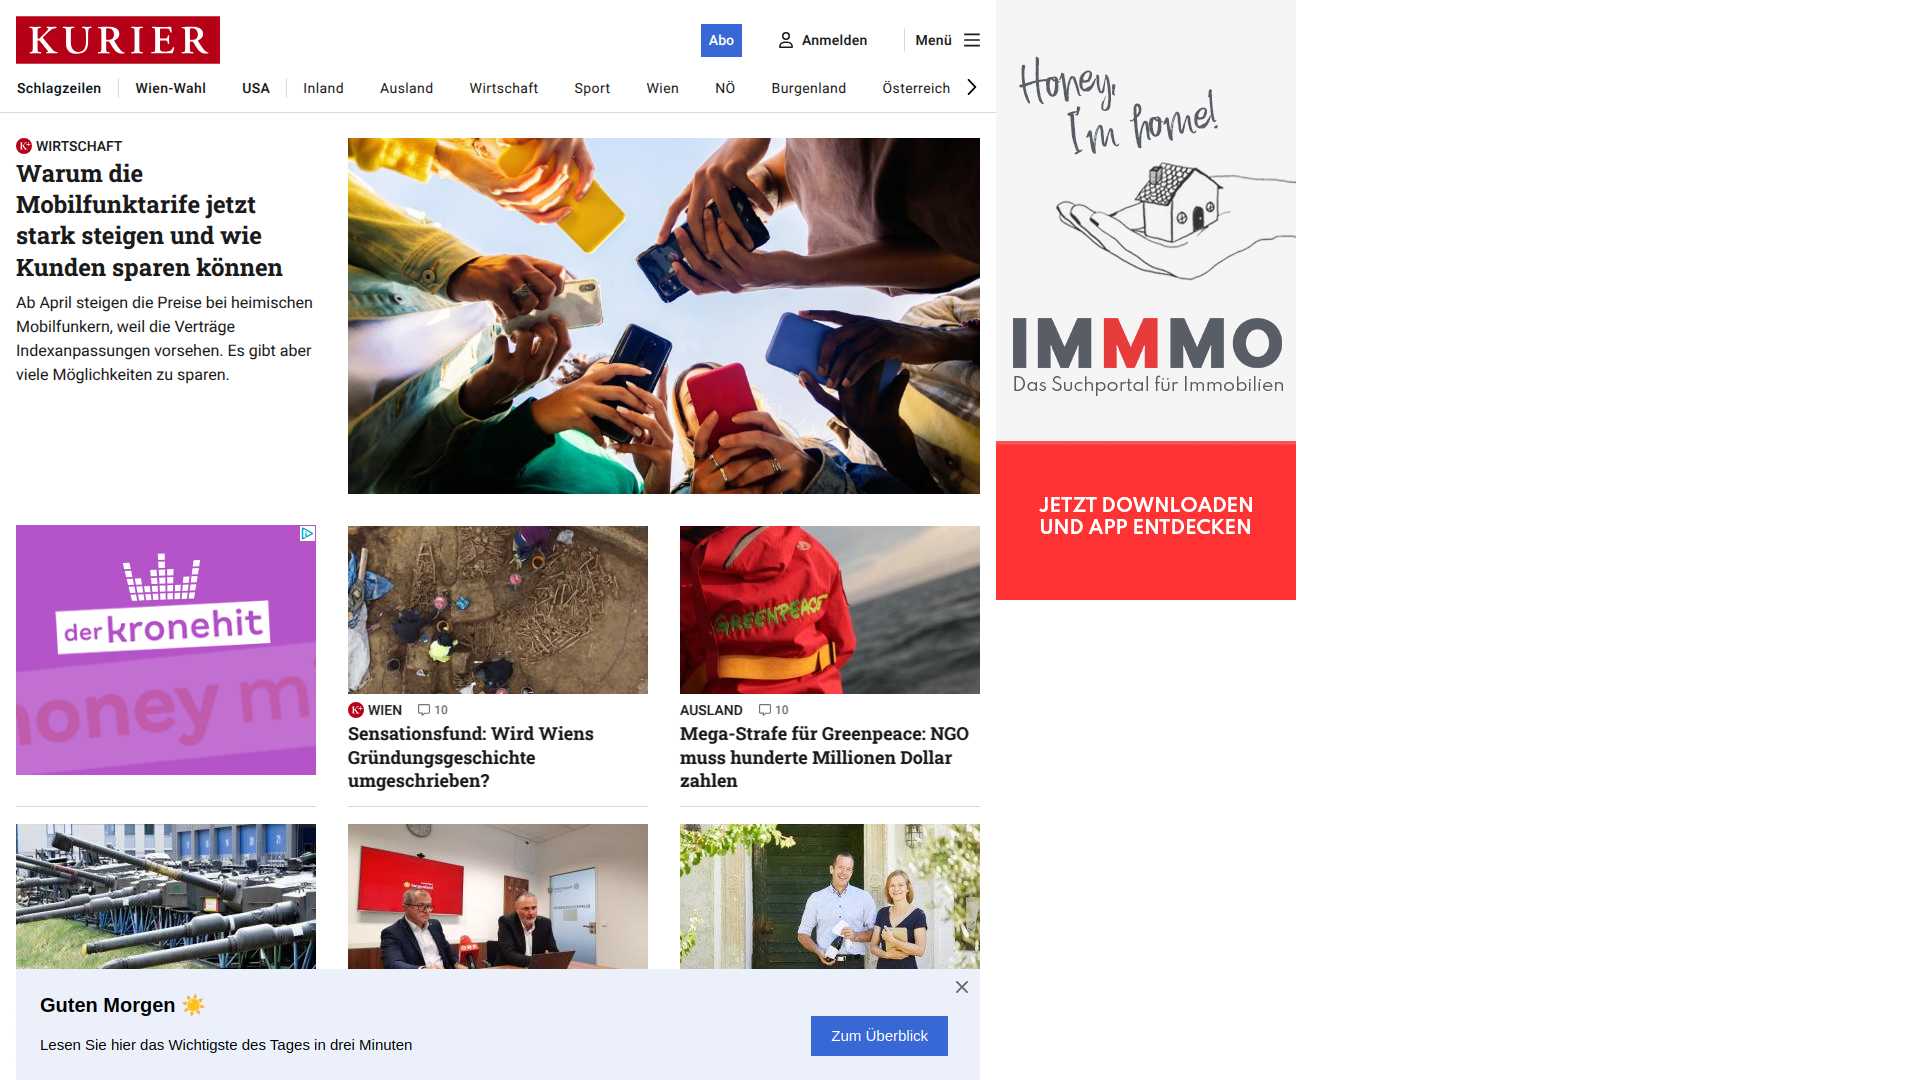 KURIER
Abo
Anmelden
Menü
Schlagzeilen
Wien-Wahl
USA
Inland
Ausland
Wirtschaft
Sport
Wien
NÖ
Burgenland
Österreich
K+ WIRTSCHAFT
Warum die
Mobilfunktarife jetzt
stark steigen und wie
Kunden sparen können
Ab April steigen die Preise bei heimischen
Mobilfunkern, weil die Verträge
Indexanpassungen vorsehen. Es gibt aber
viele Möglichkeiten zu sparen.
Honey,
I'm home!
IMMMO
Das Suchportal für Immobilien
JETZT DOWNLOADEN
UND APP ENTDECKEN
der kronehit
honey m
K+ WIEN 10
Sensationsfund: Wird Wiens
Gründungsgeschichte
umgeschrieben?
GREENPEACE
AUSLAND 10
Mega-Strafe für Greenpeace: NGO
muss hunderte Millionen Dollar
zahlen
Guten Morgen ☀️
Lesen Sie hier das Wichtigste des Tages in drei Minuten
Zum Überblick